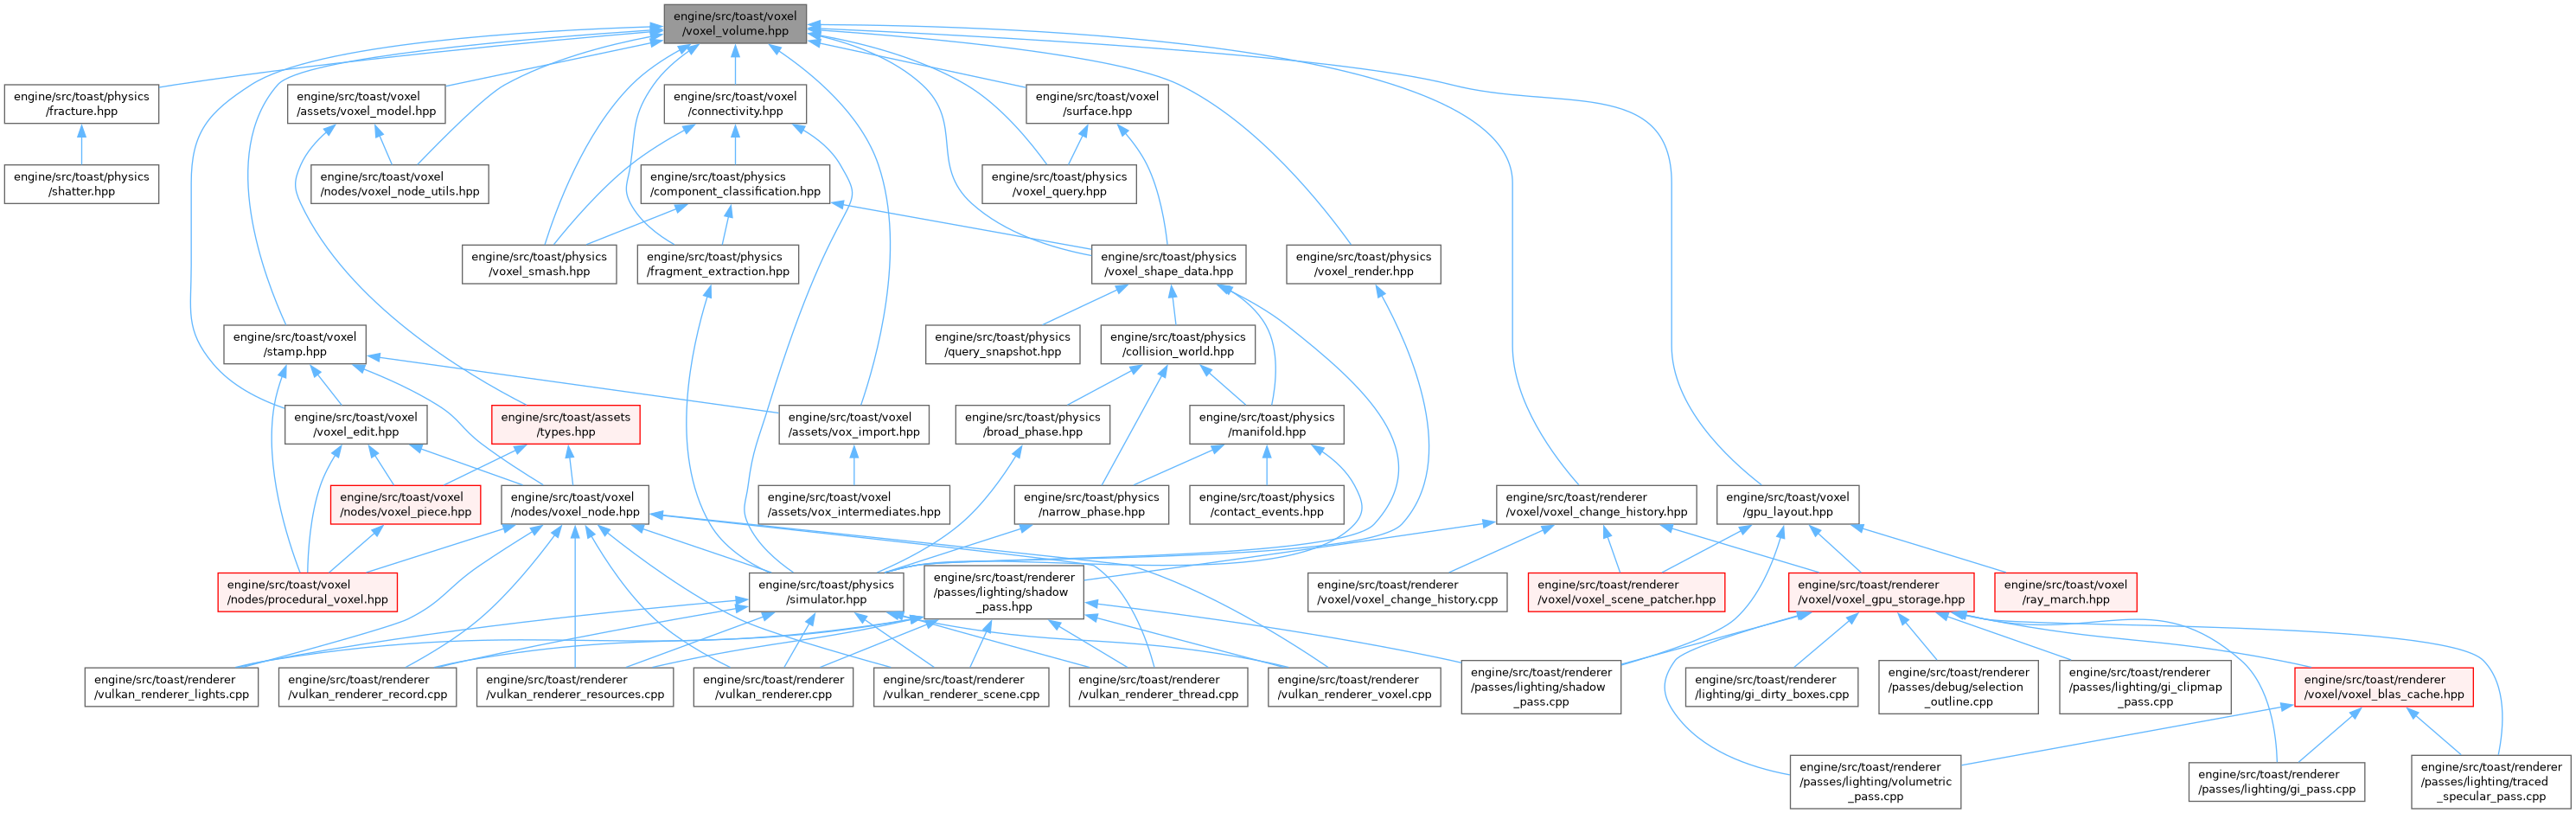 engine/src/toast/voxel
/voxel_volume.hpp
engine/src/toast/physics
/fracture.hpp
engine/src/toast/voxel
/assets/voxel_model.hpp
engine/src/toast/voxel
/connectivity.hpp
engine/src/toast/voxel
/surface.hpp
engine/src/toast/physics
/shatter.hpp
engine/src/toast/voxel
/nodes/voxel_node_utils.hpp
engine/src/toast/physics
/component_classification.hpp
engine/src/toast/physics
/voxel_query.hpp
engine/src/toast/physics
/voxel_smash.hpp
engine/src/toast/physics
/fragment_extraction.hpp
engine/src/toast/physics
/voxel_shape_data.hpp
engine/src/toast/physics
/voxel_render.hpp
engine/src/toast/voxel
/stamp.hpp
engine/src/toast/physics
/query_snapshot.hpp
engine/src/toast/physics
/collision_world.hpp
engine/src/toast/voxel
/voxel_edit.hpp
engine/src/toast/assets
/types.hpp
engine/src/toast/voxel
/assets/vox_import.hpp
engine/src/toast/physics
/broad_phase.hpp
engine/src/toast/physics
/manifold.hpp
engine/src/toast/voxel
/nodes/voxel_piece.hpp
engine/src/toast/voxel
/nodes/voxel_node.hpp
engine/src/toast/voxel
/assets/vox_intermediates.hpp
engine/src/toast/physics
/narrow_phase.hpp
engine/src/toast/physics
/contact_events.hpp
engine/src/toast/renderer
/voxel/voxel_change_history.hpp
engine/src/toast/voxel
/gpu_layout.hpp
engine/src/toast/voxel
/nodes/procedural_voxel.hpp
engine/src/toast/physics
/simulator.hpp
engine/src/toast/renderer
/passes/lighting/shadow
_pass.hpp
engine/src/toast/renderer
/voxel/voxel_change_history.cpp
engine/src/toast/renderer
/voxel/voxel_scene_patcher.hpp
engine/src/toast/renderer
/voxel/voxel_gpu_storage.hpp
engine/src/toast/voxel
/ray_march.hpp
engine/src/toast/renderer
/vulkan_renderer_lights.cpp
engine/src/toast/renderer
/vulkan_renderer_record.cpp
engine/src/toast/renderer
/vulkan_renderer_resources.cpp
engine/src/toast/renderer
/vulkan_renderer.cpp
engine/src/toast/renderer
/vulkan_renderer_scene.cpp
engine/src/toast/renderer
/vulkan_renderer_thread.cpp
engine/src/toast/renderer
/vulkan_renderer_voxel.cpp
engine/src/toast/renderer
/passes/lighting/shadow
_pass.cpp
engine/src/toast/renderer
/lighting/gi_dirty_boxes.cpp
engine/src/toast/renderer
/passes/debug/selection
_outline.cpp
engine/src/toast/renderer
/passes/lighting/gi_clipmap
_pass.cpp
engine/src/toast/renderer
/voxel/voxel_blas_cache.hpp
engine/src/toast/renderer
/passes/lighting/volumetric
_pass.cpp
engine/src/toast/renderer
/passes/lighting/gi_pass.cpp
engine/src/toast/renderer
/passes/lighting/traced
_specular_pass.cpp